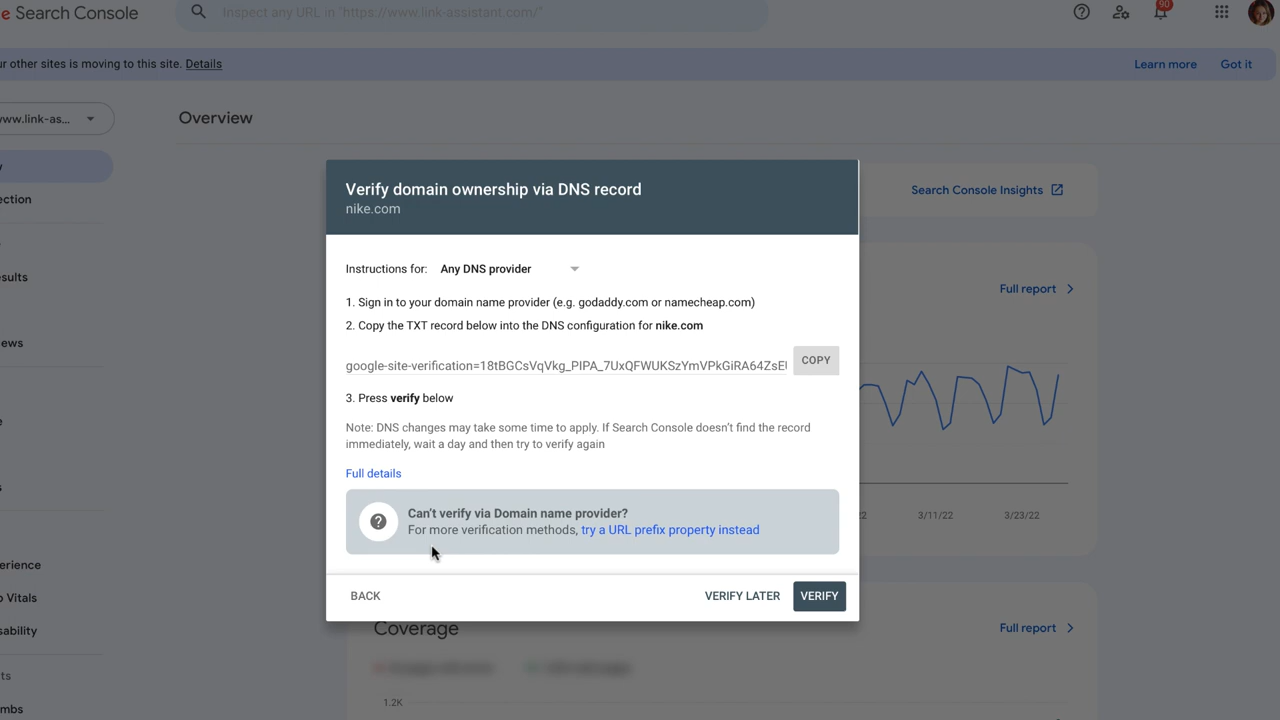 e Search Console
Inspect any URL in "https://www.link-assistant.com/"
90
ur other sites is moving to this site. Details
Learn more
Got it
www.link-as...
Overview
y
ection
sults
ews
e
s
erience
o Vitals
sability
ts
mbs
Search Console Insights
Full report
Verify domain ownership via DNS record
nike.com
Instructions for: Any DNS provider
1. Sign in to your domain name provider (e.g. godaddy.com or namecheap.com)
2. Copy the TXT record below into the DNS configuration for nike.com
google-site-verification=18tBGCsVqVkg_PIPA_7UxQFWUKSzYmVPkGiRA64ZsE
COPY
3. Press verify below
Note: DNS changes may take some time to apply. If Search Console doesn't find the record
immediately, wait a day and then try to verify again
Full details
Can't verify via Domain name provider?
For more verification methods, try a URL prefix property instead
BACK
VERIFY LATER
VERIFY
22
3/11/22
3/23/22
Coverage
Full report
1.2K